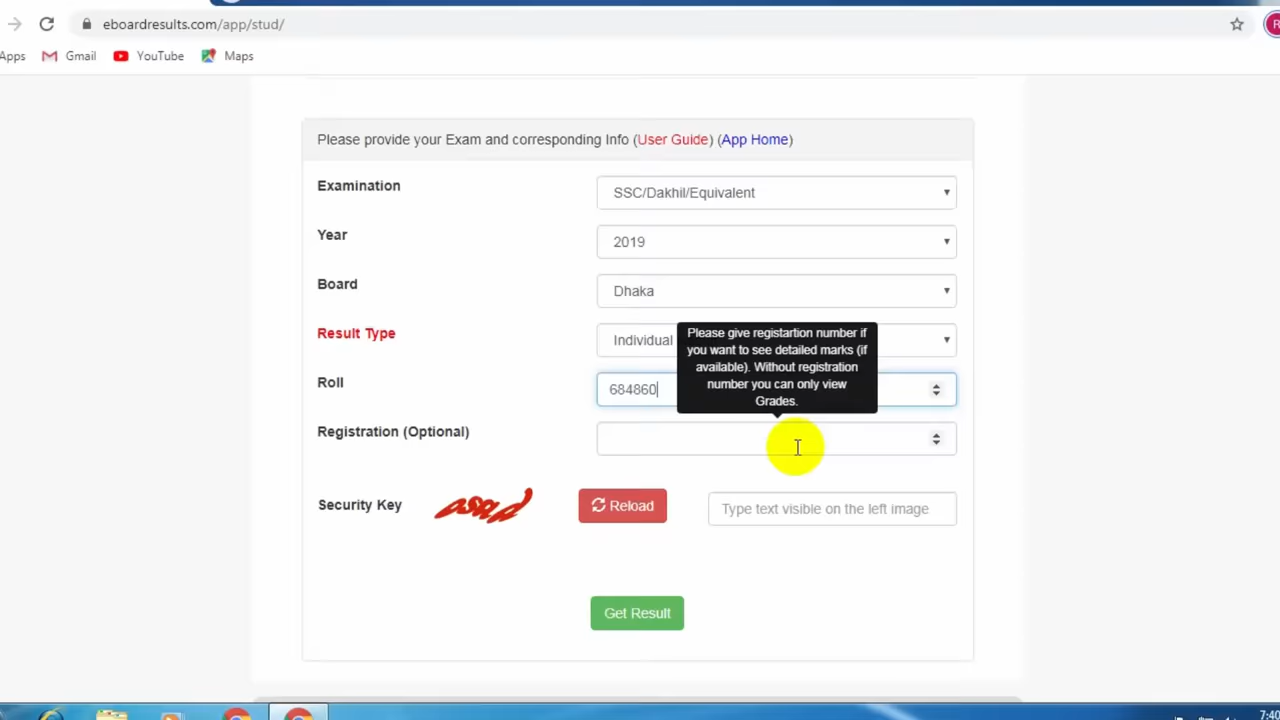 eboardresults.com/app/stud/
R
Apps Gmail YouTube Maps
Please provide your Exam and corresponding Info (User Guide) (App Home)
Examination SSC/Dakhil/Equivalent
Year 2019
Board Dhaka
Result Type Individual
Please give registartion number if
you want to see detailed marks (if
available). Without registration
number you can only view
Grades.
Roll 684860
Registration (Optional)
Security Key Reload Type text visible on the left image
Get Result
7:40